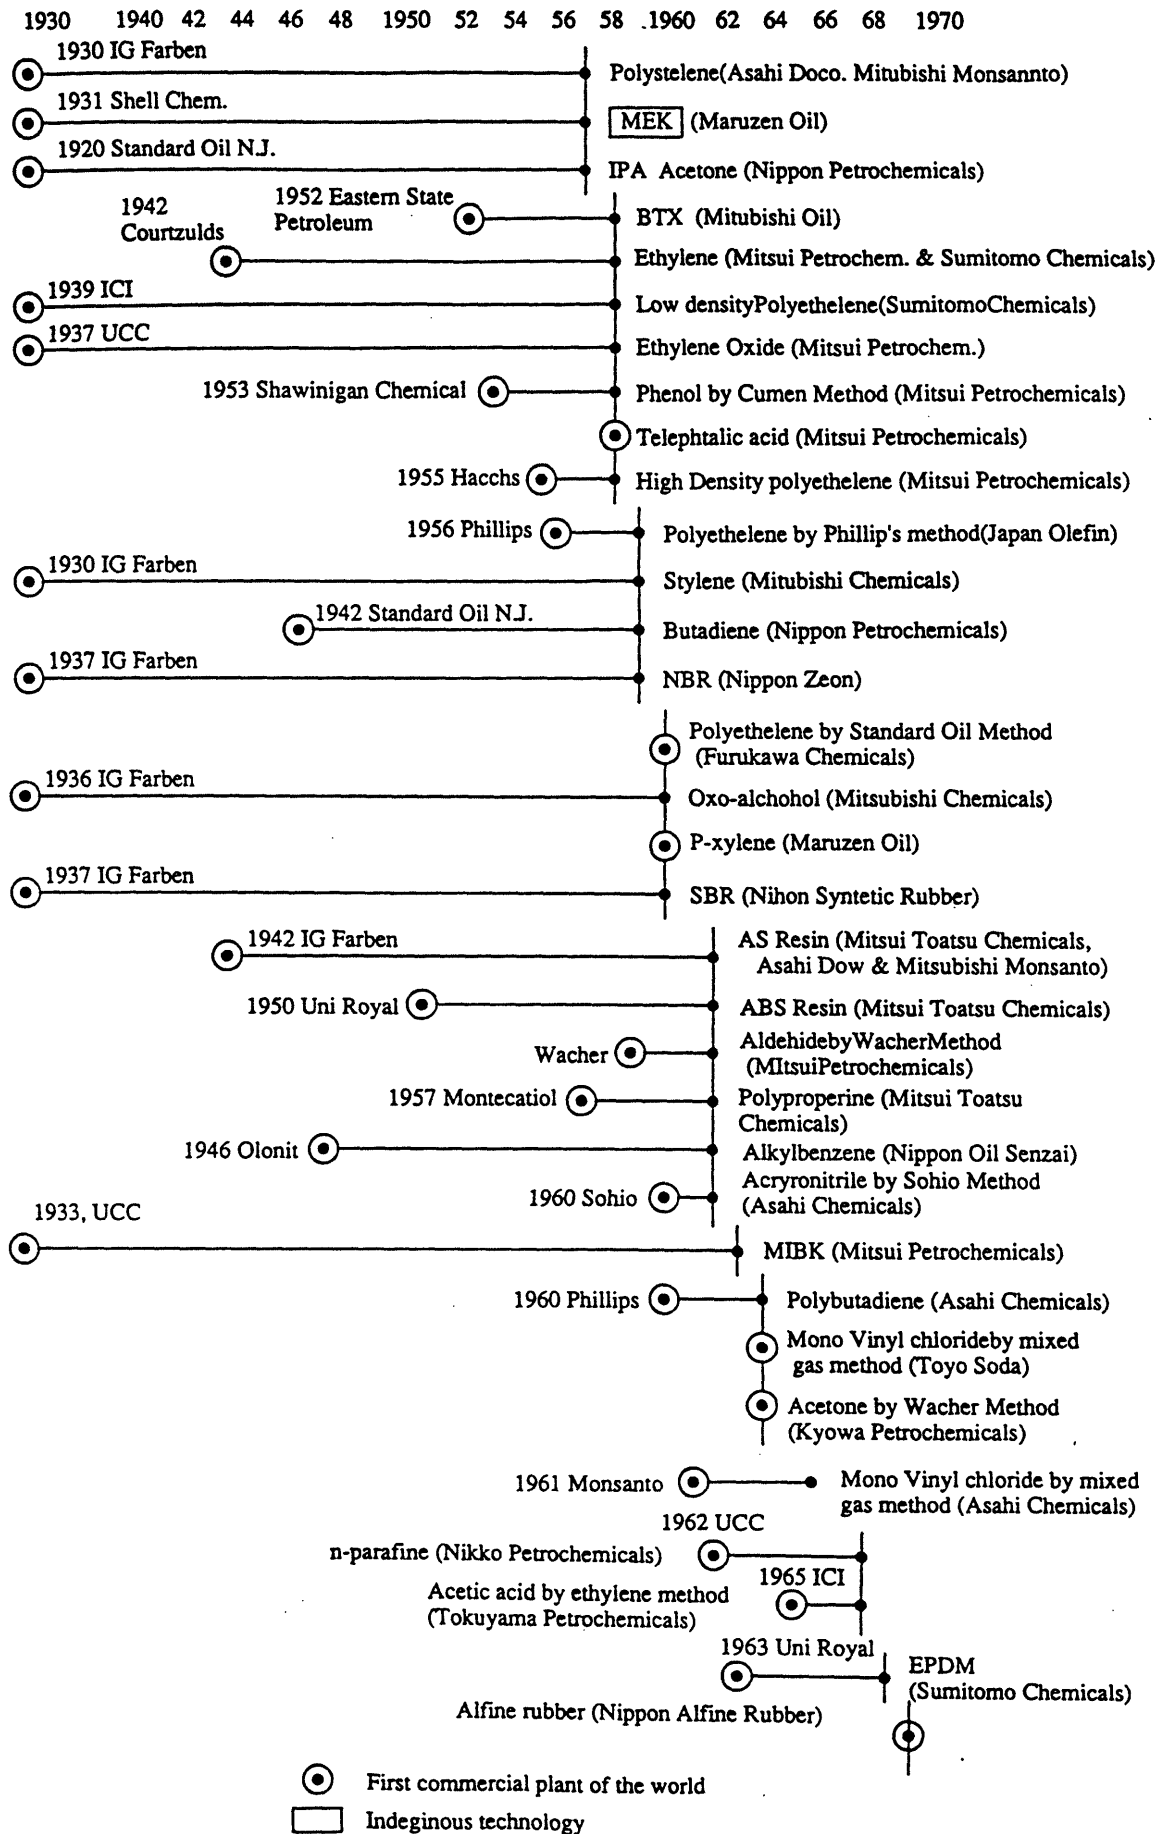 1930 1940 42 44 46 48 1950 52 54 56 58 1960 62 64 66 1970
1930 IG Farben
Polystelene(Asahi Doco. Mitubishi Monsannto)
1931 Shell Chem.
MEK (Maruzen Oil)
1920 Standard Oil N.J.
IPA Acetone (Nippon Petrochemicals)
1942
Courtzulds
1952 Eastern State
Petroleum
BTX (Mitubishi Oil)
Ethylene (Mitsui Petrochem. & Sumitomo Chemicals)
1939 ICI
Low densityPolyethelene(SumitomoChemicals)
1937 UCC
Ethylene Oxide (Mitsui Petrochem.)
1953 Shawinigan Chemical
Phenol by Cumen Method (Mitsui Petrochemicals)
Telephtalic acid (Mitsui Petrochemicals)
1955 Hacchs
High Density polyethelene (Mitsui Petrochemicals)
1956 Phillips
Polyethelene by Phillip's method(Japan Olefin)
1930 IG Farben
Stylene (Mitubishi Chemicals)
1942 Standard Oil N.J.
Butadiene (Nippon Petrochemicals)
1937 IG Farben
NBR (Nippon Zeon)
Polyethelene by Standard Oil Method
(Furukawa Chemicals)
1936 IG Farben
Oxo-alchohol (Mitsubishi Chemicals)
P-xylene (Maruzen Oil)
1937 IG Farben
SBR (Nihon Syntetic Rubber)
1942 IG Farben
AS Resin (Mitsui Toatsu Chemicals,
Asahi Dow & Mitsubishi Monsanto)
1950 Uni Royal
ABS Resin (Mitsui Toatsu Chemicals)
Wacher
AldehidebyWacherMethod
(MItsuiPetrochemicals)
1957 Montecatiol
Polyproperine (Mitsui Toatsu
Chemicals)
1946 Olonit
Alkylbenzene (Nippon Oil Senzai)
1960 Sohio
Acryronitrile by Sohio Method
(Asahi Chemicals)
1933, UCC
MIBK (Mitsui Petrochemicals)
1960 Phillips
Polybutadiene (Asahi Chemicals)
Mono Vinyl chlorideby mixed
gas method (Toyo Soda)
Acetone by Wacher Method
(Kyowa Petrochemicals)
1961 Monsanto
Mono Vinyl chloride by mixed
gas method (Asahi Chemicals)
1962 UCC
n-parafine (Nikko Petrochemicals)
1965 ICI
Acetic acid by ethylene method
(Tokuyama Petrochemicals)
1963 Uni Royal
EPDM
(Sumitomo Chemicals)
Alfine rubber (Nippon Alfine Rubber)
First commercial plant of the world
Indeginous technology